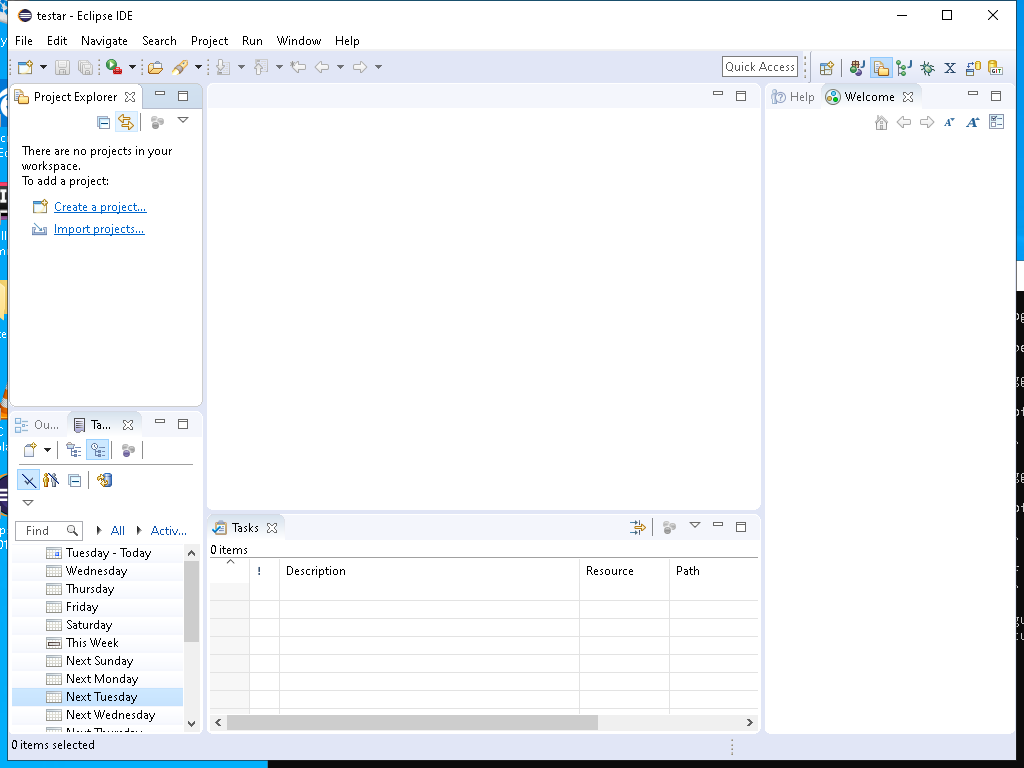 testar - Eclipse IDE
File Edit Navigate Search Project Run Window Help
Quick Access
Project Explorer
There are no projects in your
workspace.
To add a project:
Create a project...
Import projects...
Help
Welcome
Ou...
Ta...
Find
All
Activ...
Tuesday - Today
Wednesday
Thursday
Friday
Saturday
This Week
Next Sunday
Next Monday
Next Tuesday
Next Wednesday
Next Thursday
Tasks
0 items
! Description Resource Path
0 items selected